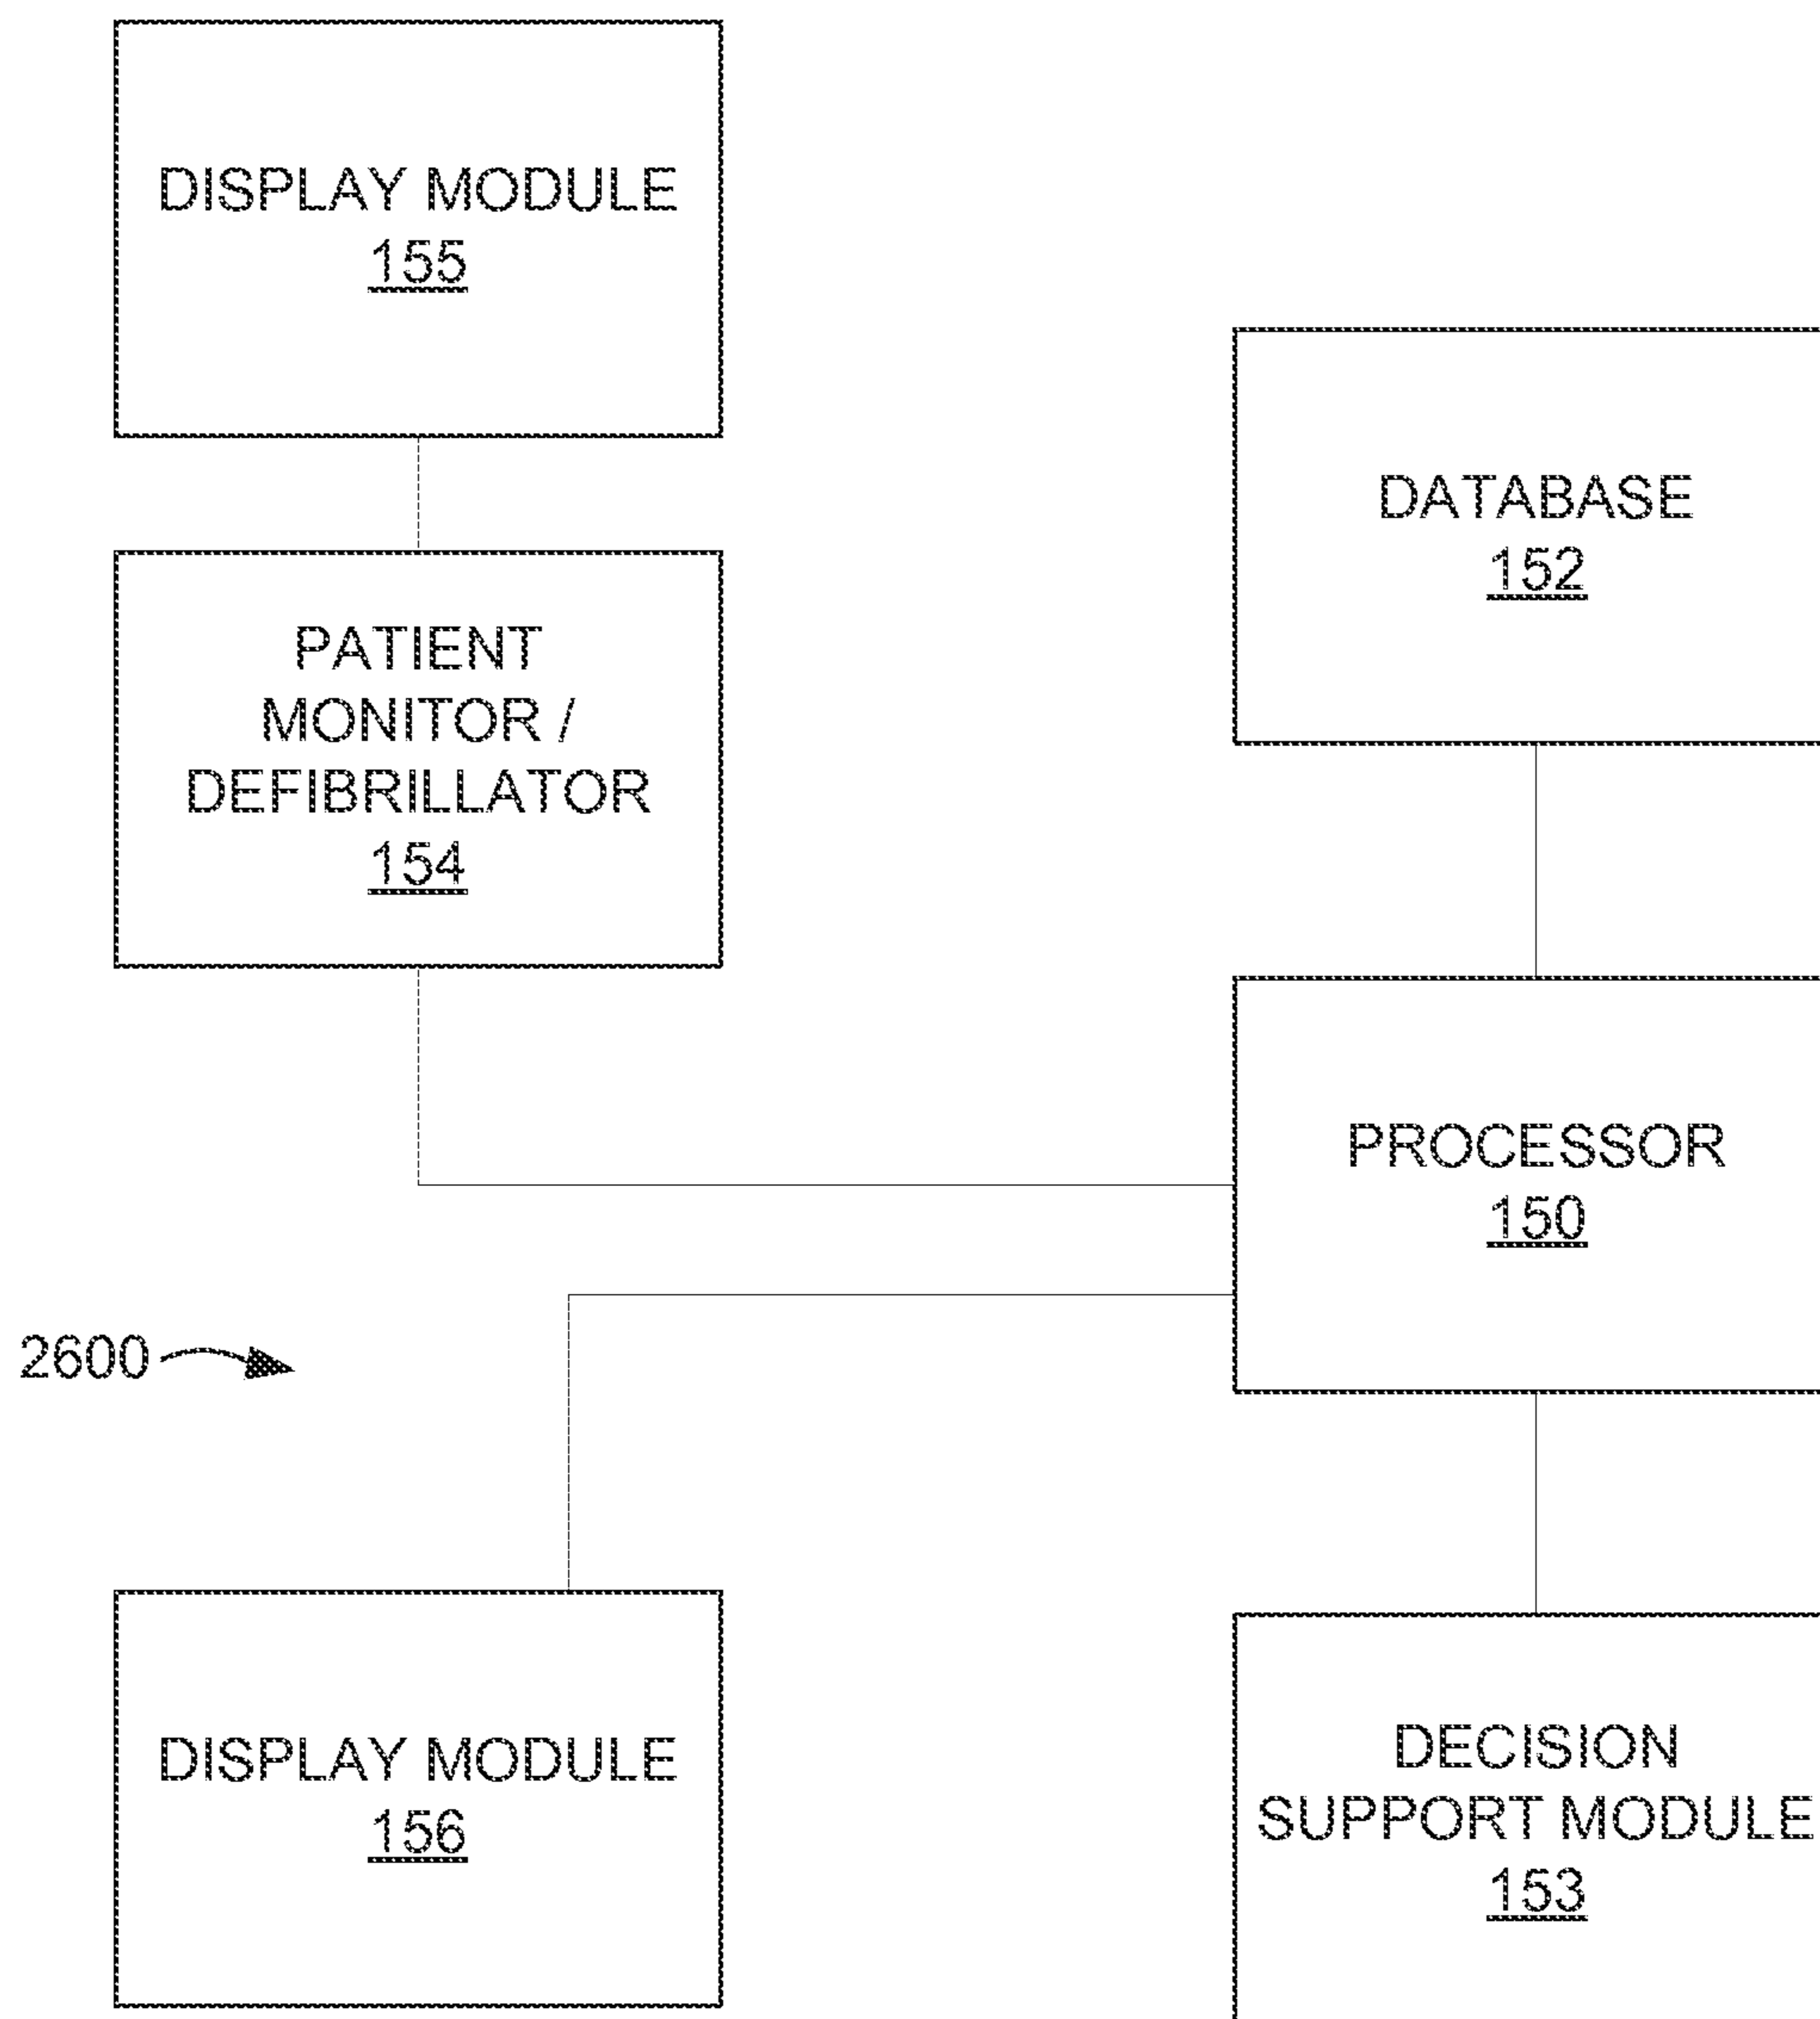 DISPLAY MODULE
155
DATABASE
152
PATIENT
MONITOR /
DEFIBRILLATOR
154
PROCESSOR
150
2600
DISPLAY MODULE
156
DECISION
SUPPORT MODULE
153